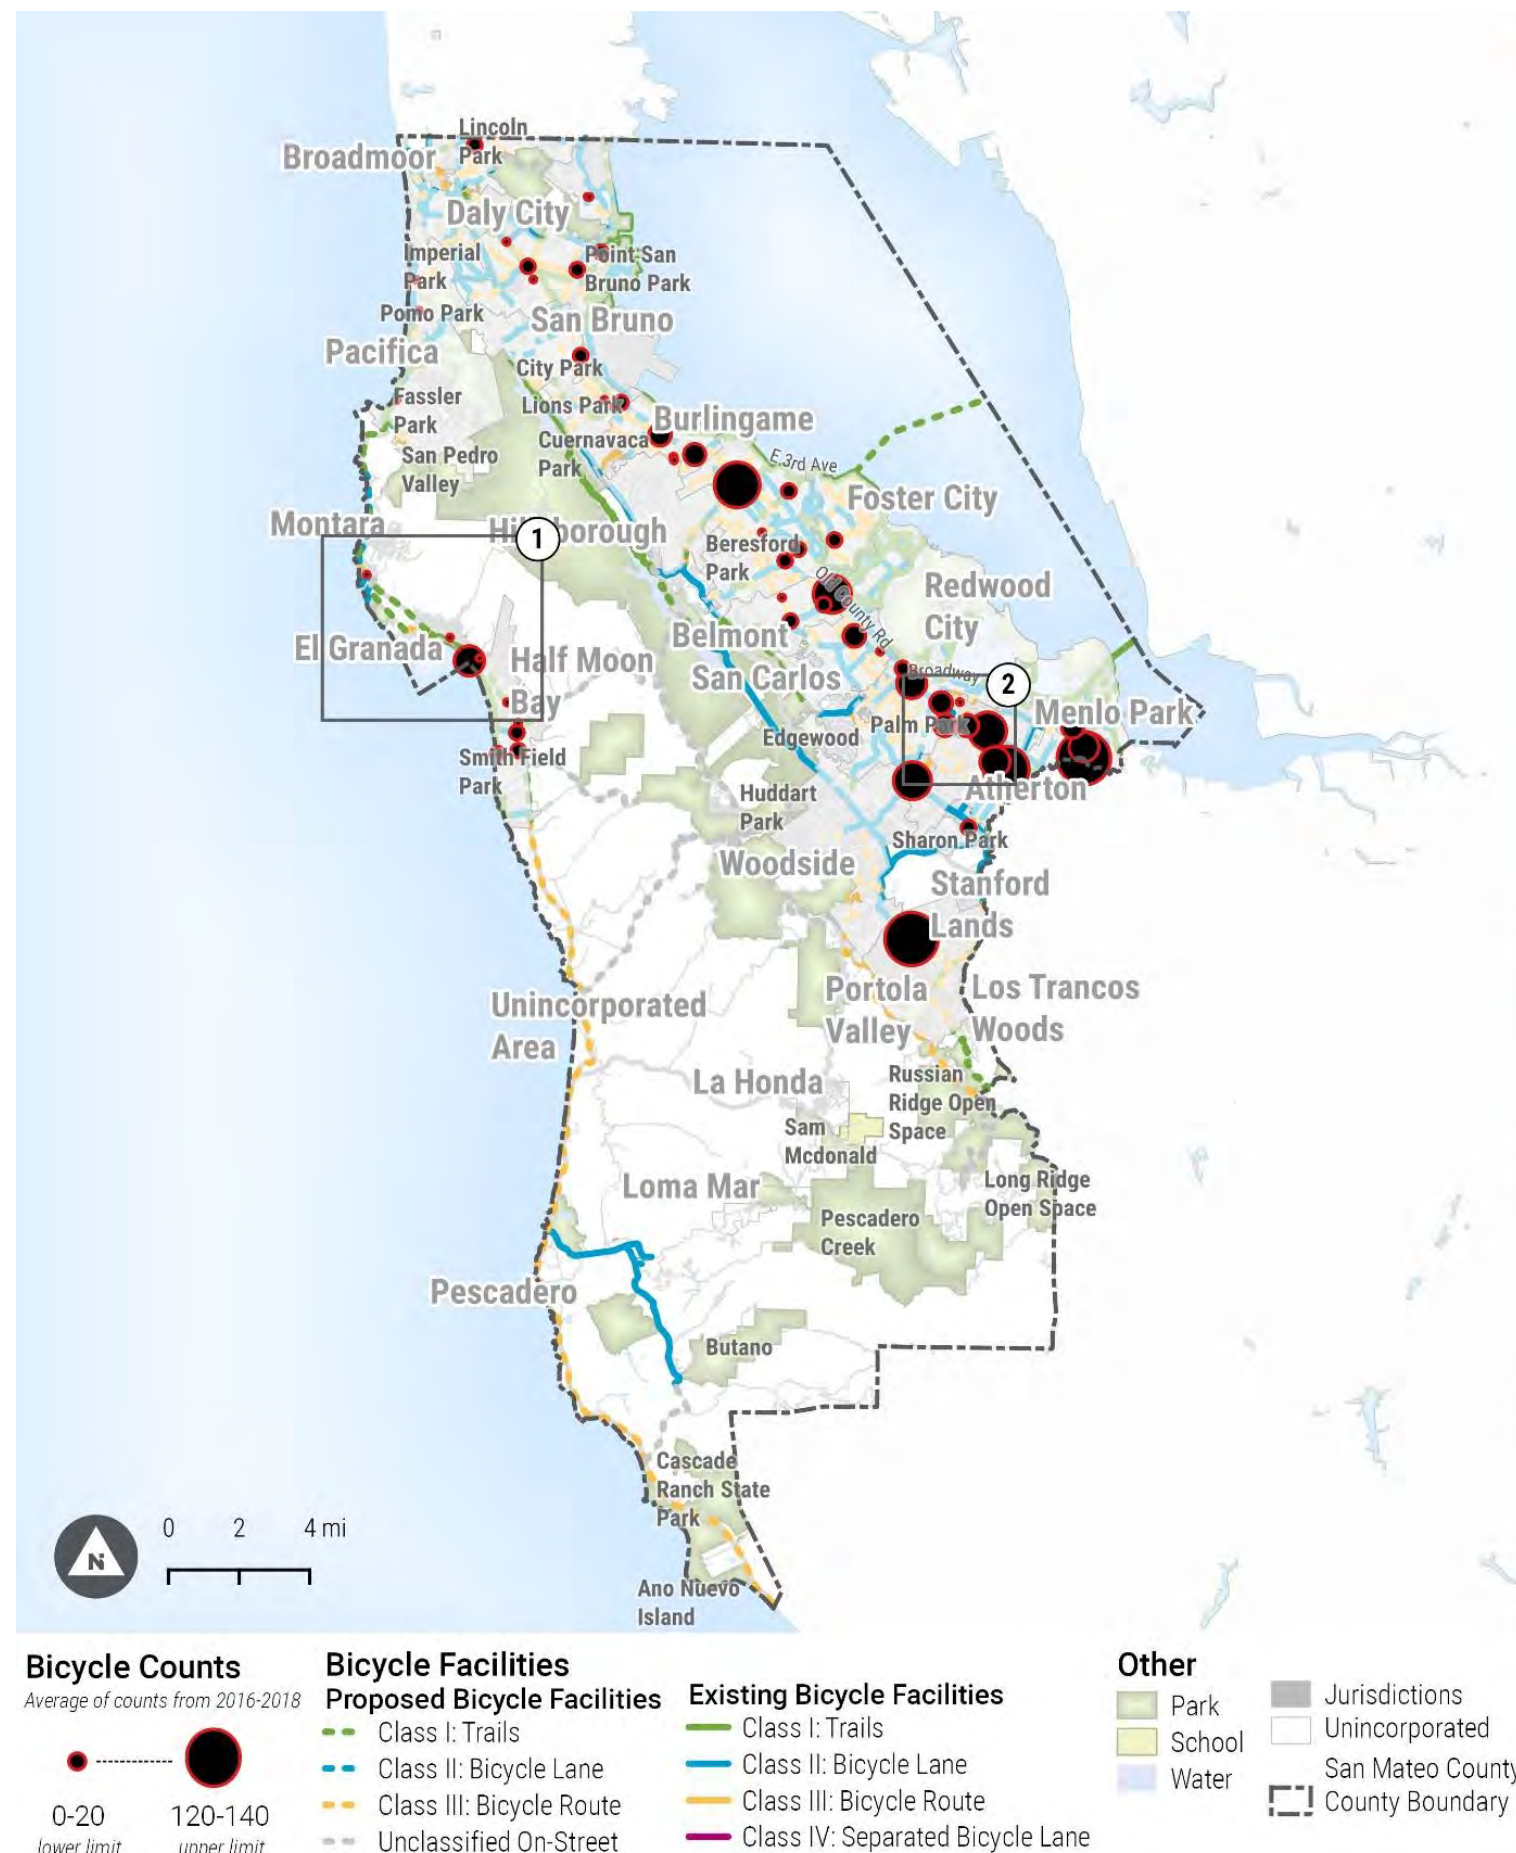 Lincoln
Park
Broadmoor
Daly City
Imperial
Park
Point San
Bruno Park
Pomo Park
San Bruno
Pacifica
City Park
Fassler
Park
Lions Park
Burlingame
Cuernavaca
Park
San Pedro
Valley
E 3rd Ave
Foster City
Montara
Hillsborough
1
Beresford
Park
Old County Rd
Redwood
City
El Granada
Half Moon
Bay
Belmont
San Carlos
Broadway
2
Palm Park
Menlo Park
Edgewood
Smith Field
Park
Atherton
Huddart
Park
Sharon Park
Woodside
Stanford
Lands
Unincorporated
Area
Portola
Valley
Los Trancos
Woods
La Honda
Russian
Ridge Open
Space
Sam
Mcdonald
Loma Mar
Long Ridge
Open Space
Pescadero
Creek
Pescadero
Butano
Cascade
Ranch State
Park
Ano Nuevo
Island
N
0 2 4 mi
Bicycle Counts
Average of counts from 2016-2018
0-20
lower limit
120-140
upper limit
Bicycle Facilities
Proposed Bicycle Facilities
Class I: Trails
Class II: Bicycle Lane
Class III: Bicycle Route
Unclassified On-Street
Existing Bicycle Facilities
Class I: Trails
Class II: Bicycle Lane
Class III: Bicycle Route
Class IV: Separated Bicycle Lane
Other
Park
School
Water
Jurisdictions
Unincorporated
San Mateo County
County Boundary